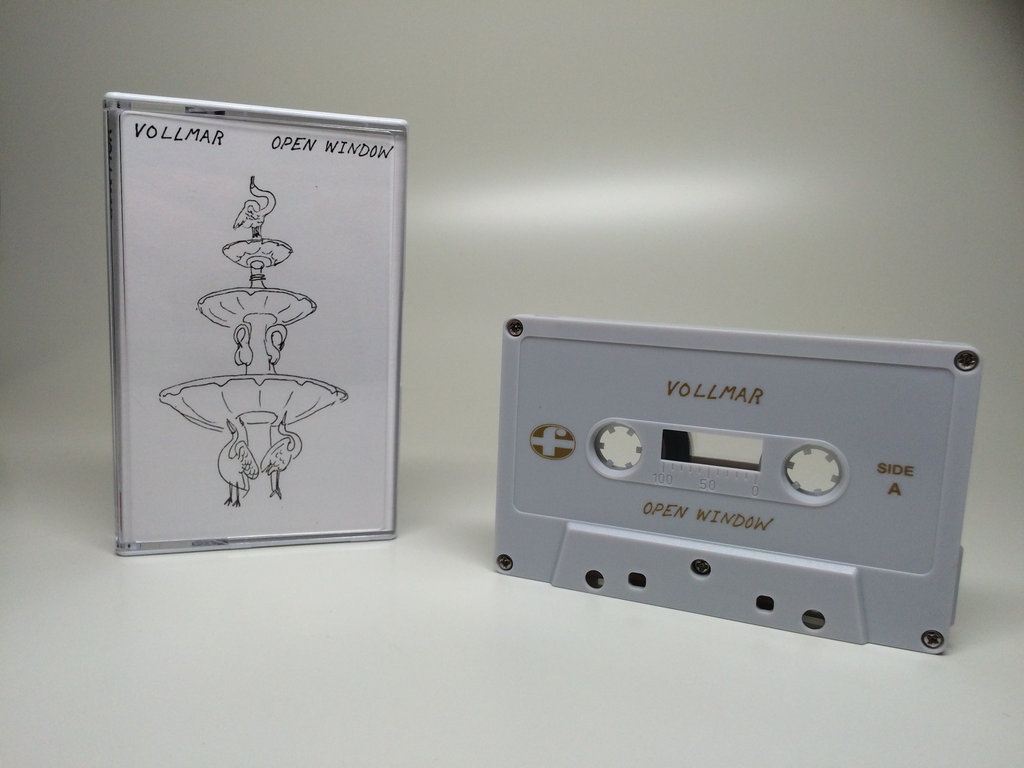 VOLLMAR OPEN WINDOW
VOLLMAR
f
SIDE
A
100 50 0
OPEN WINDOW